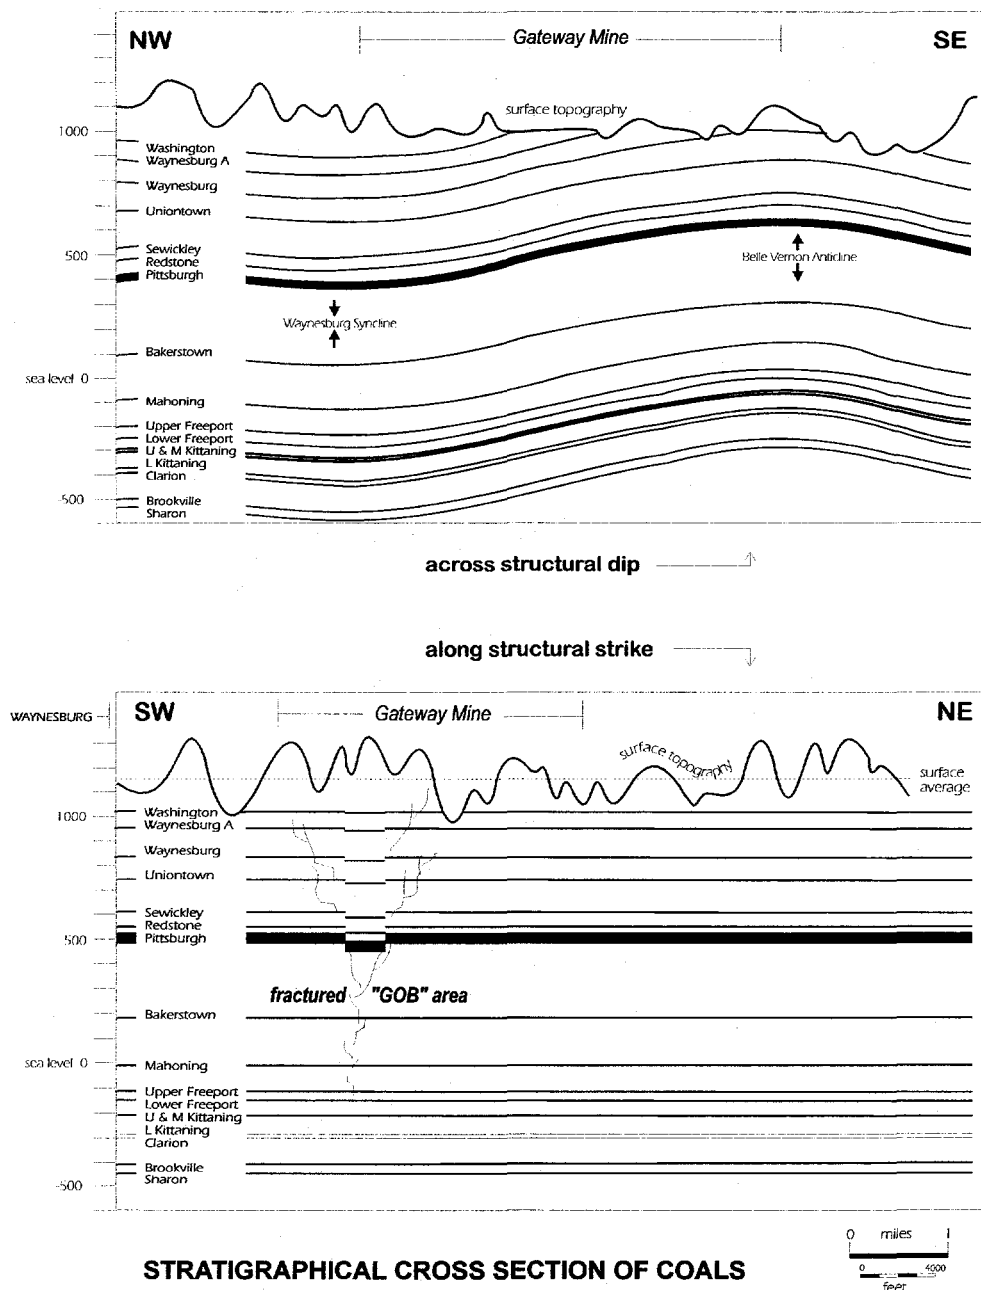 NW
Gateway Mine
SE
surface topography
1000
Washington
Waynesburg A
Waynesburg
Uniontown
Sewickley
500
Redstone
Pittsburgh
Belle Vernon Anticline
Waynesburg Syncline
Bakerstown
sea level 0
Mahoning
Upper Freeport
Lower Freeport
U & M Kittaning
L Kittaning
Clarion
-500
Brookville
Sharon
across structural dip
along structural strike
WAYNESBURG
SW
Gateway Mine
NE
surface topography
surface average
1000
Washington
Waynesburg A
Waynesburg
Uniontown
Sewickley
Redstone
500
Pittsburgh
fractured "GOB" area
Bakerstown
sea level 0
Mahoning
Upper Freeport
Lower Freeport
U & M Kittaning
L Kittaning
Clarion
Brookville
Sharon
-500
0 miles 1
0 4000
feet
STRATIGRAPHICAL CROSS SECTION OF COALS